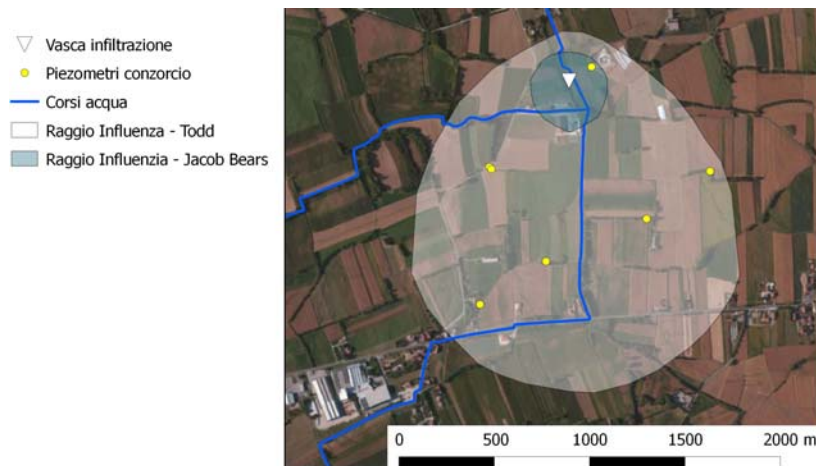 Vasca infiltrazione
Piezometri conzorcio
Corsi acqua
Raggio Influenza - Todd
Raggio Influenzia - Jacob Bears
0 500 1000 1500 2000 m